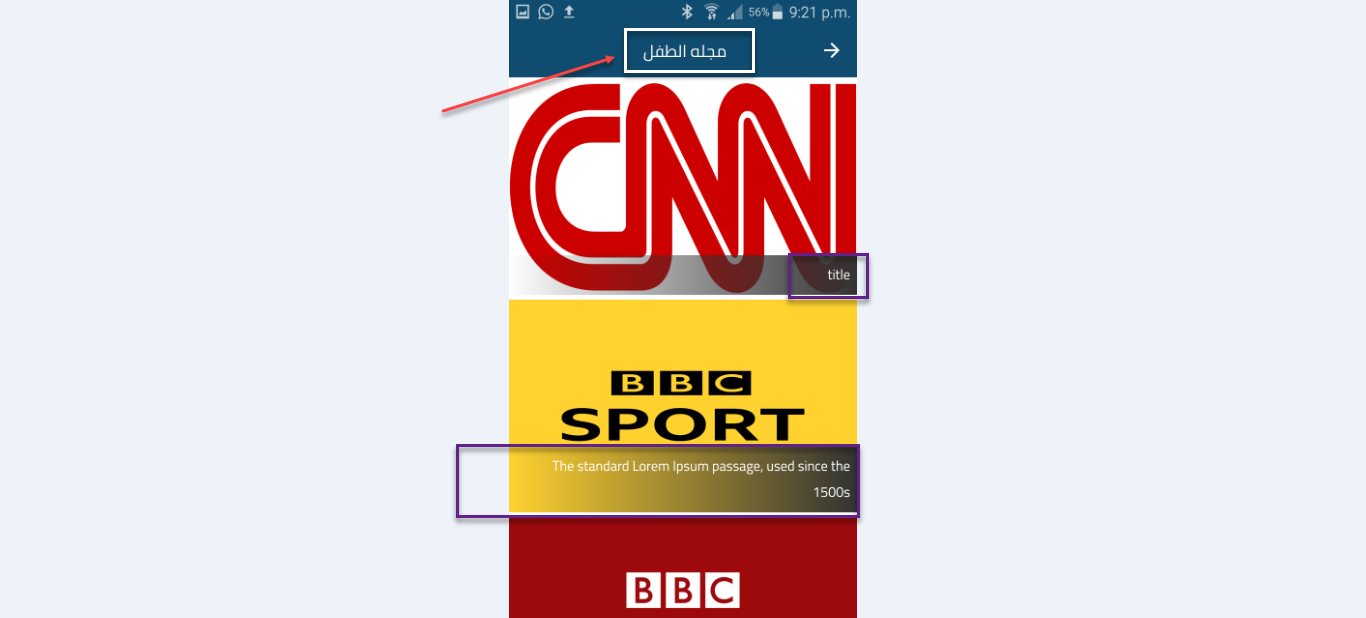 56% 9:21 p.m.
مجله الطفل
CNN
title
BBC
SPORT
The standard Lorem Ipsum passage, used since the
1500s
BBC